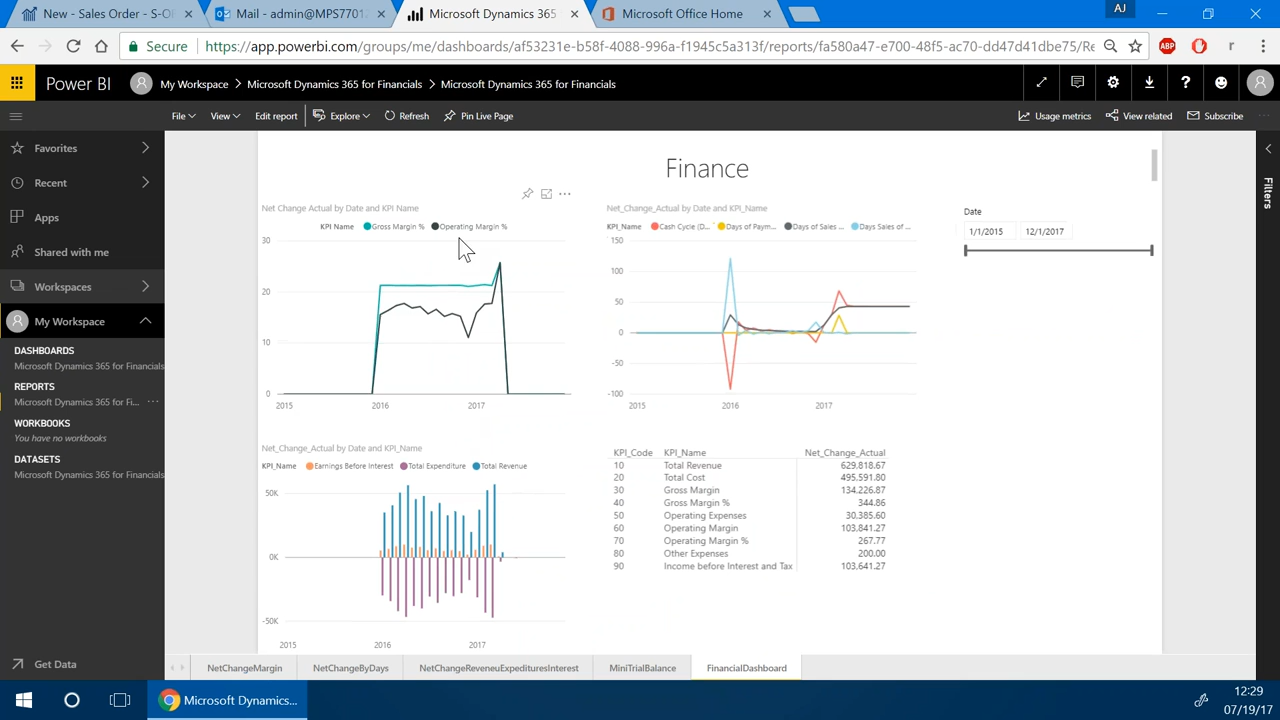 Sales Order - S-OR
Mail - admin@MPS7701
Microsoft Dynamics 365
Microsoft Office Home
AJ
Secure
https://app.powerbi.com/groups/me/dashboards/af53231e-b58f-4088-996a-f1945c5a313f/reports/fa580a47-e700-48f5-ac70-dd47d41dbe75/Re
ABP
r
Power BI
My Workspace > Microsoft Dynamics 365 for Financials > Microsoft Dynamics 365 for Financials
File View Edit report Explore Refresh Pin Live Page Usage metrics View related Subscribe
Favorites
Recent
Apps
Shared with me
Workspaces
My Workspace
DASHBOARDS
Microsoft Dynamics 365 for Financials
REPORTS
Microsoft Dynamics 365 for Fi...
WORKBOOKS
You have no workbooks
DATASETS
Microsoft Dynamics 365 for Financials
Get Data
Filters
Finance
Net Change Actual by Date and KPI Name
KPI Name Gross Margin % Operating Margin %
30
20
10
0
2015 2016 2017
Net_Change_Actual by Date and KPI_Name
KPI_Name Cash Cycle (D... Days of Paym... Days of Sales ... Days Sales of ...
150
100
50
0
-50
-100
2015 2016 2017
Date
1/1/2015 12/1/2017
Net_Change_Actual by Date and KPI_Name
KPI_Name Earnings Before Interest Total Expenditure Total Revenue
50K
0K
-50K
2015 2016 2017
KPI_Code KPI_Name Net_Change_Actual
10 Total Revenue 629,818.67
20 Total Cost 495,591.80
30 Gross Margin 134,226.87
40 Gross Margin % 344.86
50 Operating Expenses 30,385.60
60 Operating Margin 103,841.27
70 Operating Margin % 267.77
80 Other Expenses 200.00
90 Income before Interest and Tax 103,641.27
NetChangeMargin NetChangeByDays NetChangeReveneuExpedituresInterest MiniTrialBalance FinancialDashboard
Microsoft Dynamics...
12:29
07/19/17